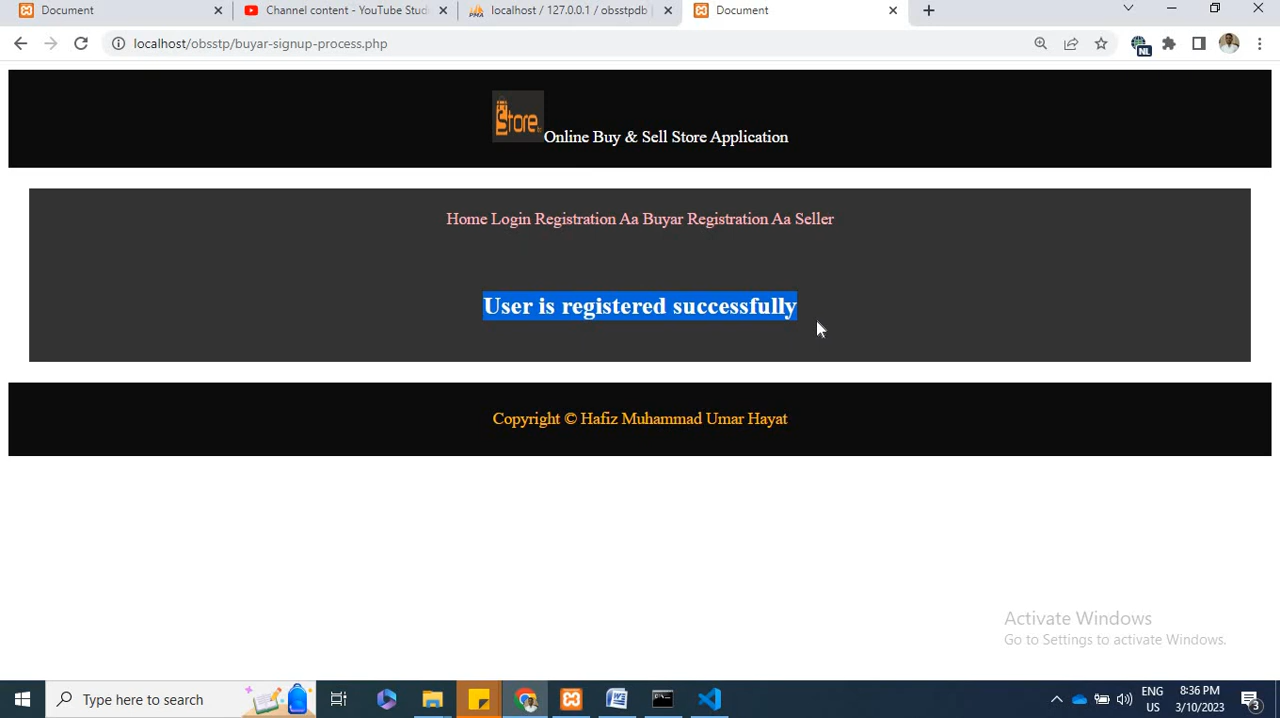 Document
Channel content - YouTube Stud
localhost / 127.0.0.1 / obsstpdb
Document
localhost/obsstp/buyar-signup-process.php
NL
Store
Online Buy & Sell Store Application
Home Login Registration Aa Buyar Registration Aa Seller
User is registered successfully
Copyright © Hafiz Muhammad Umar Hayat
Activate Windows
Go to Settings to activate Windows.
Type here to search
ENG
US
8:36 PM
3/10/2023
3